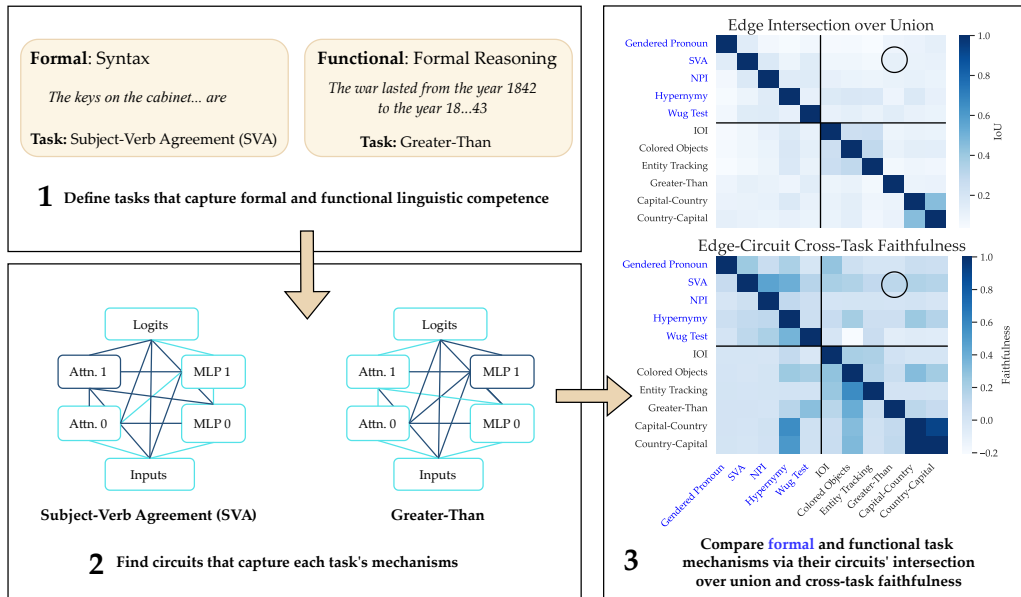 Formal: Syntax
The keys on the cabinet... are
Task: Subject-Verb Agreement (SVA)
Functional: Formal Reasoning
The war lasted from the year 1842
to the year 18...43
Task: Greater-Than
1 Define tasks that capture formal and functional linguistic competence
Logits
Attn. 1
MLP 1
Attn. 0
MLP 0
Inputs
Subject-Verb Agreement (SVA)
Logits
Attn. 1
MLP 1
Attn. 0
MLP 0
Inputs
Greater-Than
2 Find circuits that capture each task's mechanisms
Edge Intersection over Union
Gendered Pronoun
SVA
NPI
Hypernymy
Wug Test
IOI
Colored Objects
Entity Tracking
Greater-Than
Capital-Country
Country-Capital
1.0
0.8
0.6
0.4
0.2
IoU
Edge-Circuit Cross-Task Faithfulness
Gendered Pronoun
SVA
NPI
Hypernymy
Wug Test
IOI
Colored Objects
Entity Tracking
Greater-Than
Capital-Country
Country-Capital
1.0
0.8
0.6
0.4
0.2
0.0
−0.2
Faithfulness
Gendered Pronoun
SVA
NPI
Hypernymy
Wug Test
IOI
Colored Objects
Entity Tracking
Greater-Than
Capital-Country
Country-Capital
3 Compare formal and functional task
mechanisms via their circuits' intersection
over union and cross-task faithfulness